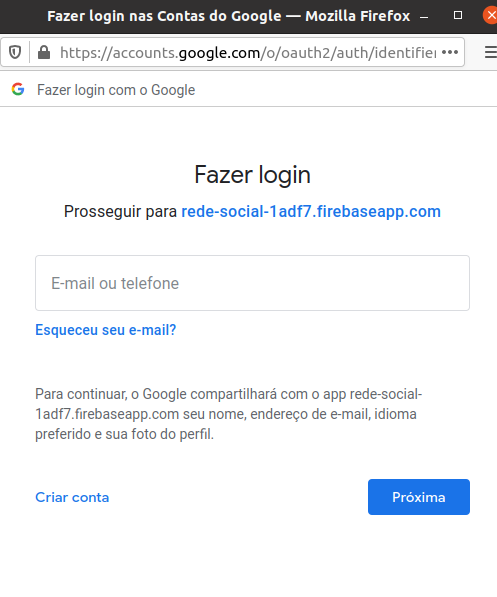 Fazer login nas Contas do Google — Mozilla Firefox
https://accounts.google.com/o/oauth2/auth/identifier
Fazer login com o Google
Fazer login
Prosseguir para rede-social-1adf7.firebaseapp.com
E-mail ou telefone
Esqueceu seu e-mail?
Para continuar, o Google compartilhará com o app rede-social-
1adf7.firebaseapp.com seu nome, endereço de e-mail, idioma
preferido e sua foto do perfil.
Criar conta
Próxima